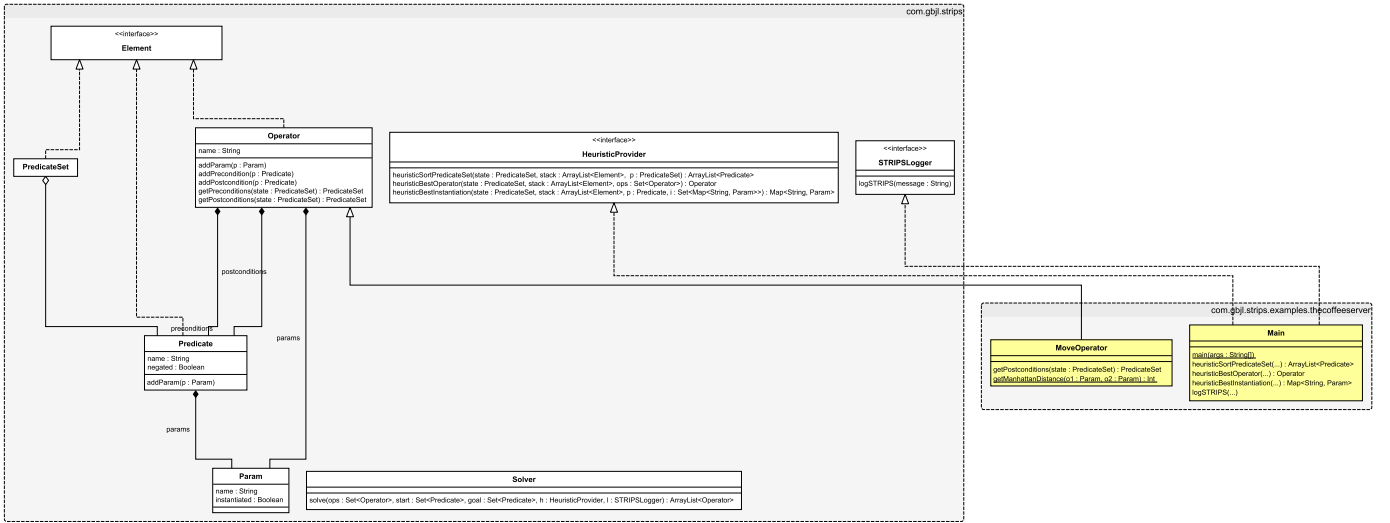 com.gbjl.strips
<<interface>>
Element
Operator
name : String
addParam(p : Param)
addPrecondition(p : Predicate)
addPostcondition(p : Predicate)
getPreconditions(state : PredicateSet) : PredicateSet
getPostconditions(state : PredicateSet) : PredicateSet
<<interface>>
HeuristicProvider
heuristicSortPredicateSet(state : PredicateSet, stack : ArrayList<Element>,  p : PredicateSet) : ArrayList<Predicate>
heuristicBestOperator(state : PredicateSet, stack : ArrayList<Element>, ops : Set<Operator>) : Operator
heuristicBestInstantiation(state : PredicateSet, stack : ArrayList<Element>, p : Predicate, i : Set<Map<String, Param>>) : Map<String, Param>
<<interface>>
STRIPSLogger
logSTRIPS(message : String)
PredicateSet
postconditions
preconditions
params
Predicate
name : String
negated : Boolean
addParam(p : Param)
params
Param
name : String
instantiated : Boolean
Solver
solve(ops : Set<Operator>, start : Set<Predicate>, goal : Set<Predicate>, h : HeuristicProvider, l : STRIPSLogger) : ArrayList<Operator>
com.gbjl.strips.examples.thecoffeeserver
MoveOperator
getPostconditions(state : PredicateSet) : PredicateSet
getManhattanDistance(o1 : Param, o2 : Param) : Int
Main
main(args : String[])
heuristicSortPredicateSet(...) : ArrayList<Predicate>
heuristicBestOperator(...) : Operator
heuristicBestInstantiation(...) : Map<String, Param>
logSTRIPS(...)